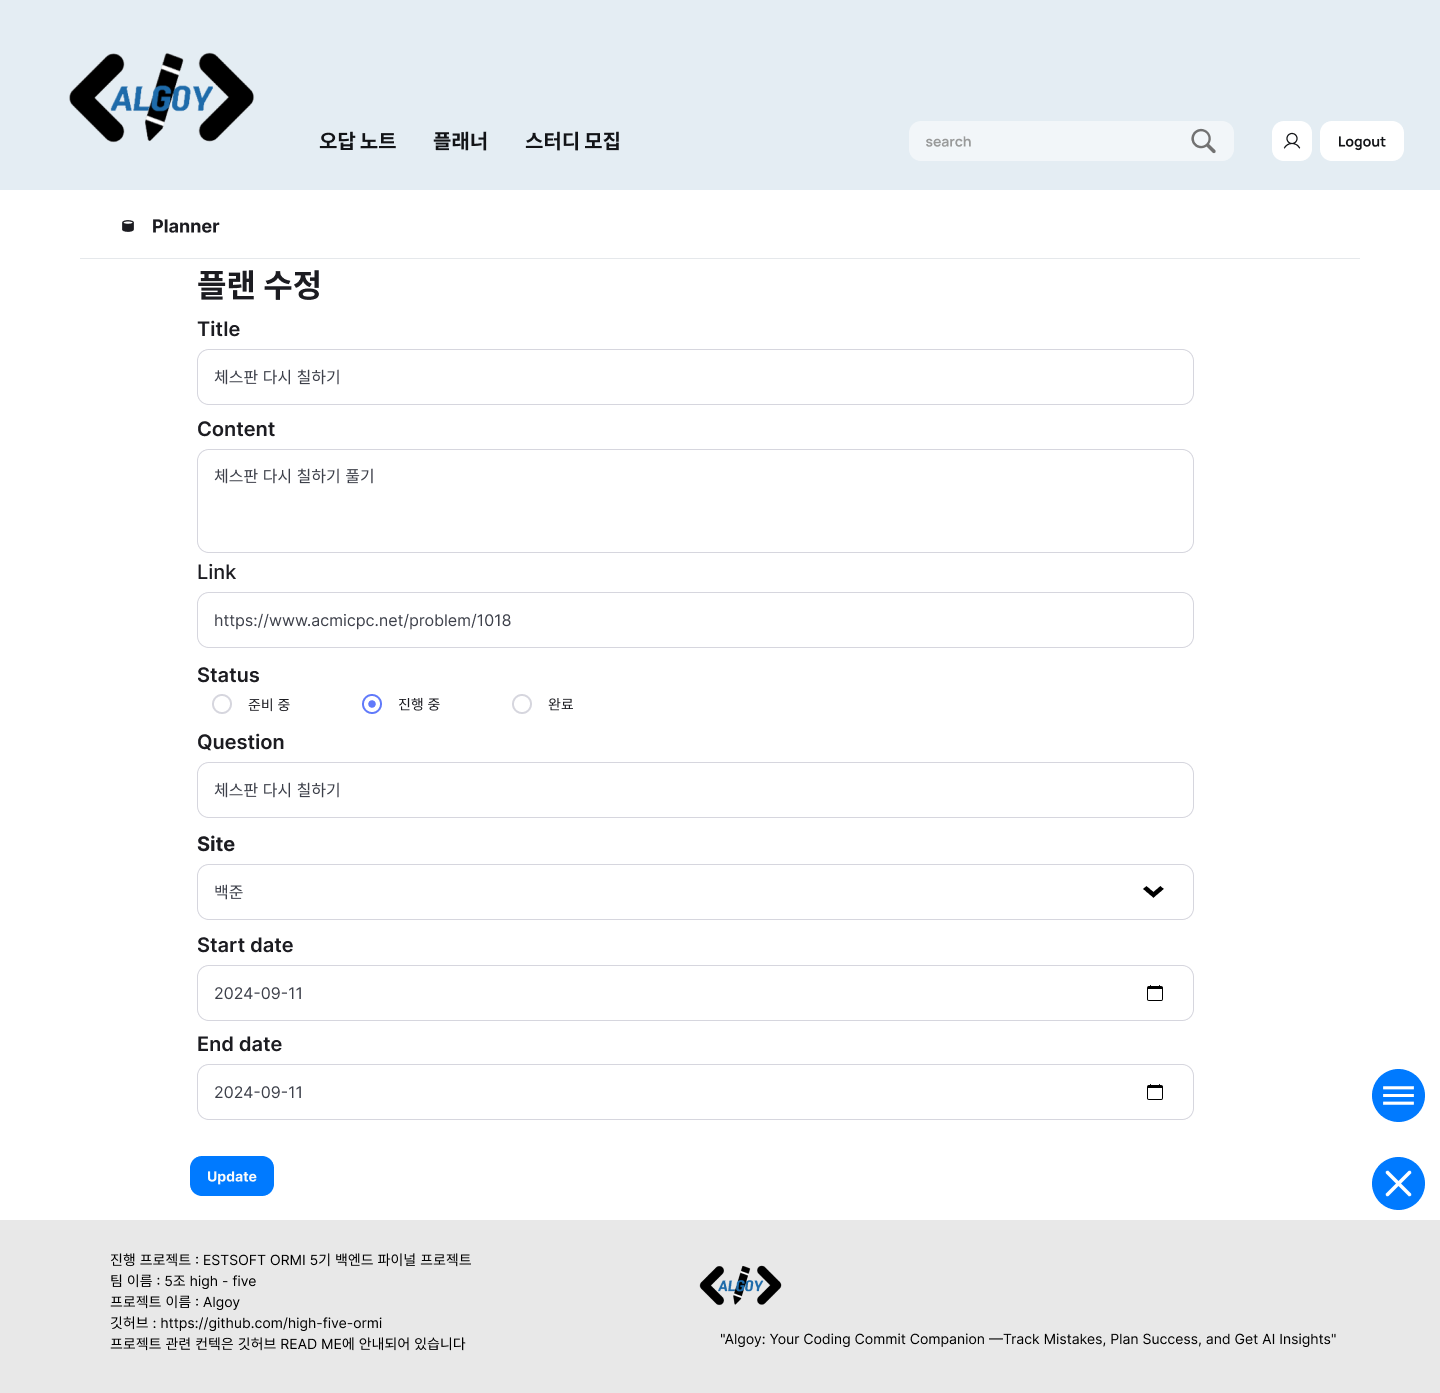 ALGOY
오답 노트
플래너
스터디 모집
search
Logout
Planner
플랜 수정
Title
체스판 다시 칠하기
Content
체스판 다시 칠하기 풀기
Link
https://www.acmicpc.net/problem/1018
Status
준비 중
진행 중
완료
Question
체스판 다시 칠하기
Site
백준
Start date
2024-09-11
End date
2024-09-11
Update
진행 프로젝트 : ESTSOFT ORMI 5기 백엔드 파이널 프로젝트
팀 이름 : 5조 high - five
프로젝트 이름 : Algoy
깃허브 : https://github.com/high-five-ormi
프로젝트 관련 컨텍은 깃허브 READ ME에 안내되어 있습니다
ALGOY
"Algoy: Your Coding Commit Companion —Track Mistakes, Plan Success, and Get AI Insights"